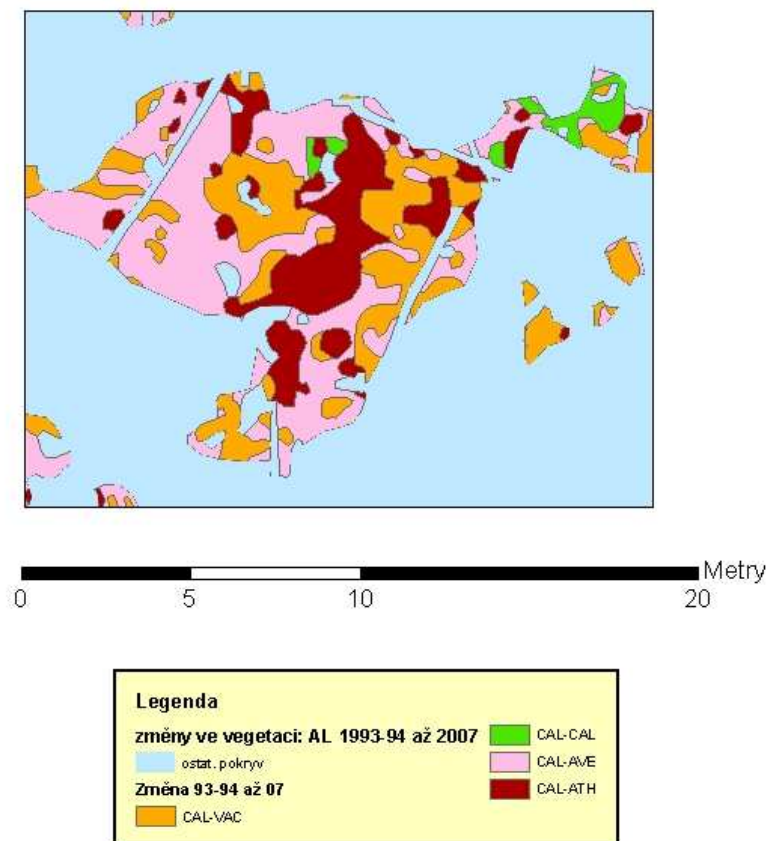 Metry
0 5 10 20
Legenda
změny ve vegetaci: AL 1993-94 až 2007
ostat. pokryv
Změna 93-94 až 07
CAL-VAC
CAL-CAL
CAL-AVE
CAL-ATH